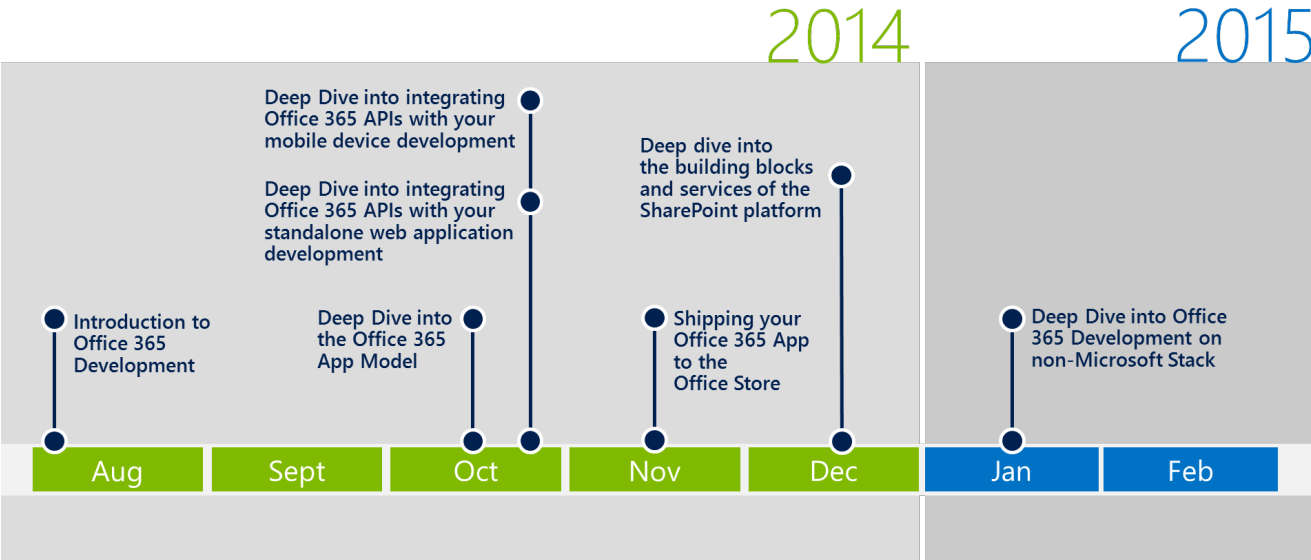 2014
2015
Deep Dive into integrating
Office 365 APIs with your
mobile device development
Deep Dive into integrating
Office 365 APIs with your
standalone web application
development
Deep dive into
the building blocks
and services of the
SharePoint platform
Introduction to
Office 365
Development
Deep Dive into
the Office 365
App Model
Shipping your
Office 365 App
to the
Office Store
Deep Dive into Office
365 Development on
non-Microsoft Stack
Aug
Sept
Oct
Nov
Dec
Jan
Feb